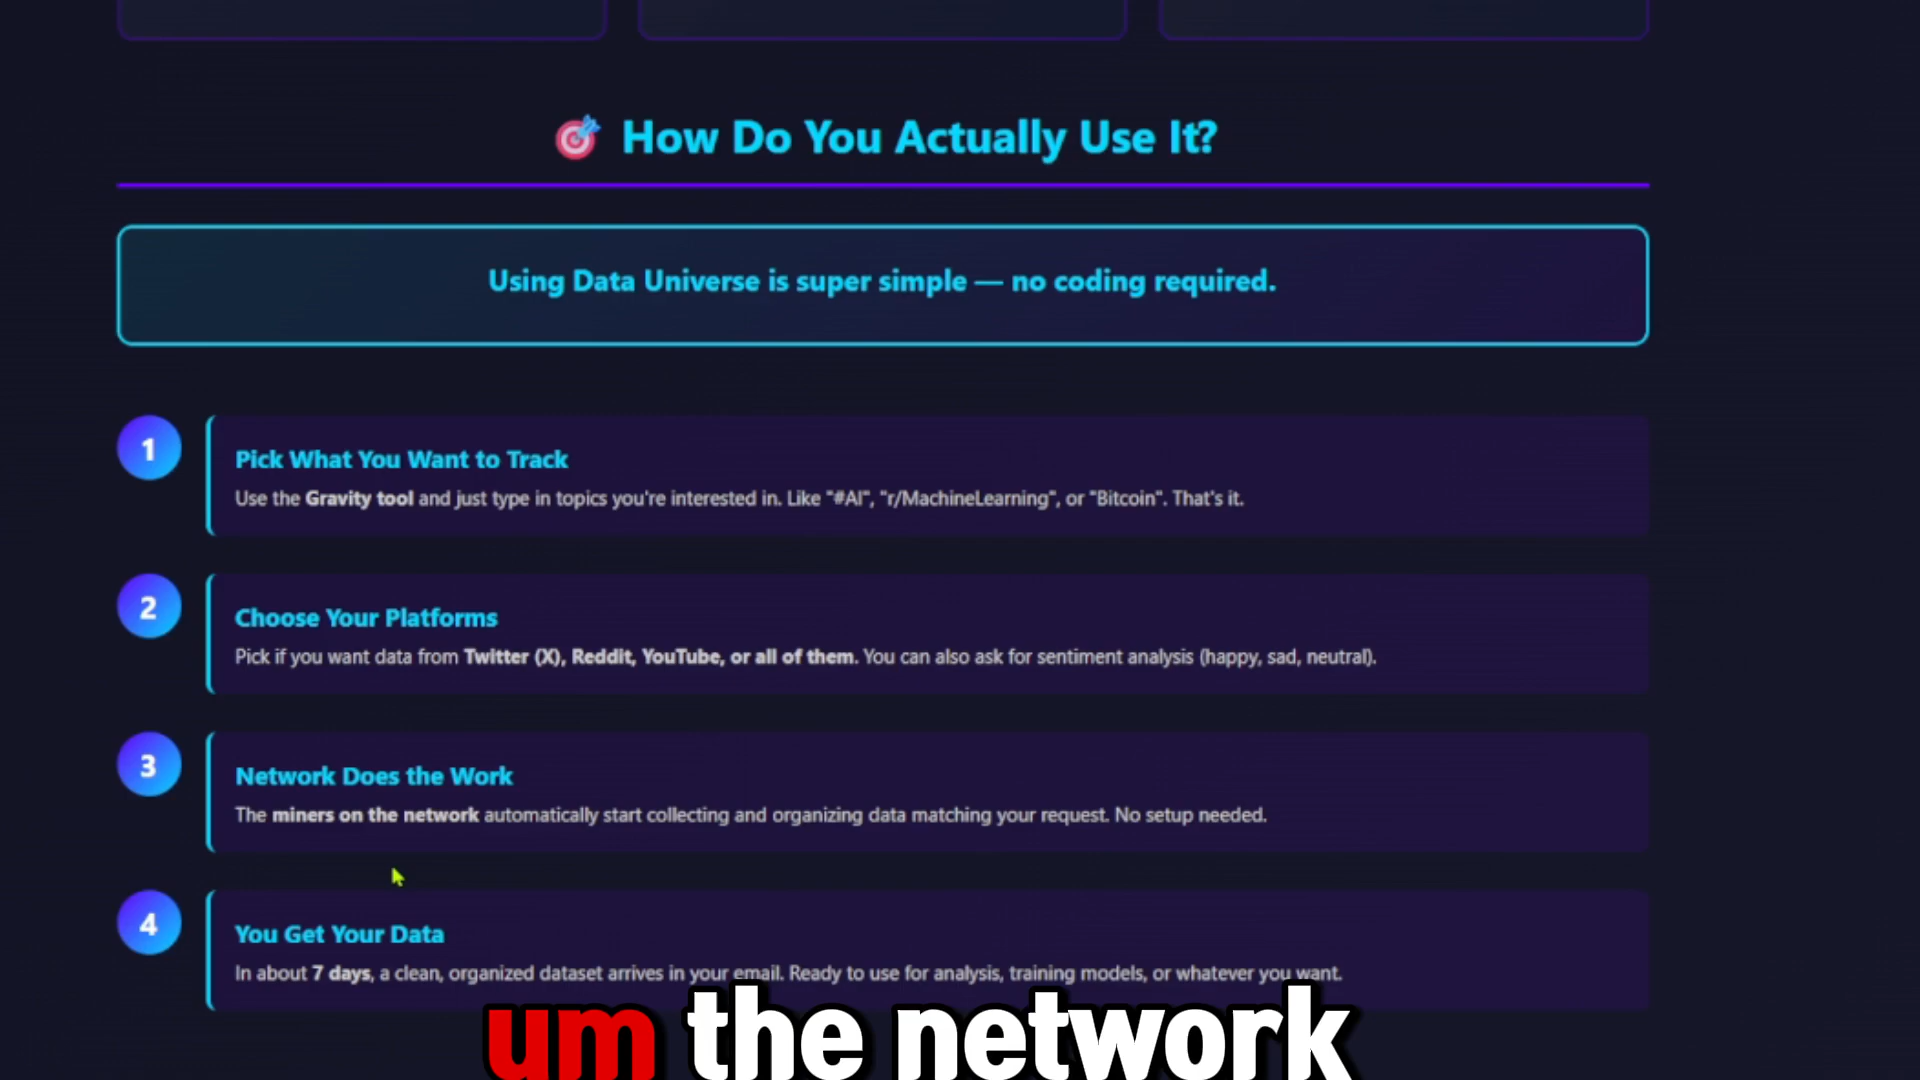 🎯 How Do You Actually Use It?
Using Data Universe is super simple — no coding required.
1
Pick What You Want to Track
Use the Gravity tool and just type in topics you're interested in. Like "#AI", "r/MachineLearning", or "Bitcoin". That's it.
2
Choose Your Platforms
Pick if you want data from Twitter (X), Reddit, YouTube, or all of them. You can also ask for sentiment analysis (happy, sad, neutral).
3
Network Does the Work
The miners on the network automatically start collecting and organizing data matching your request. No setup needed.
4
You Get Your Data
In about 7 days, a clean, organized dataset arrives in your email. Ready to use for analysis, training models, or whatever you want.
um the network